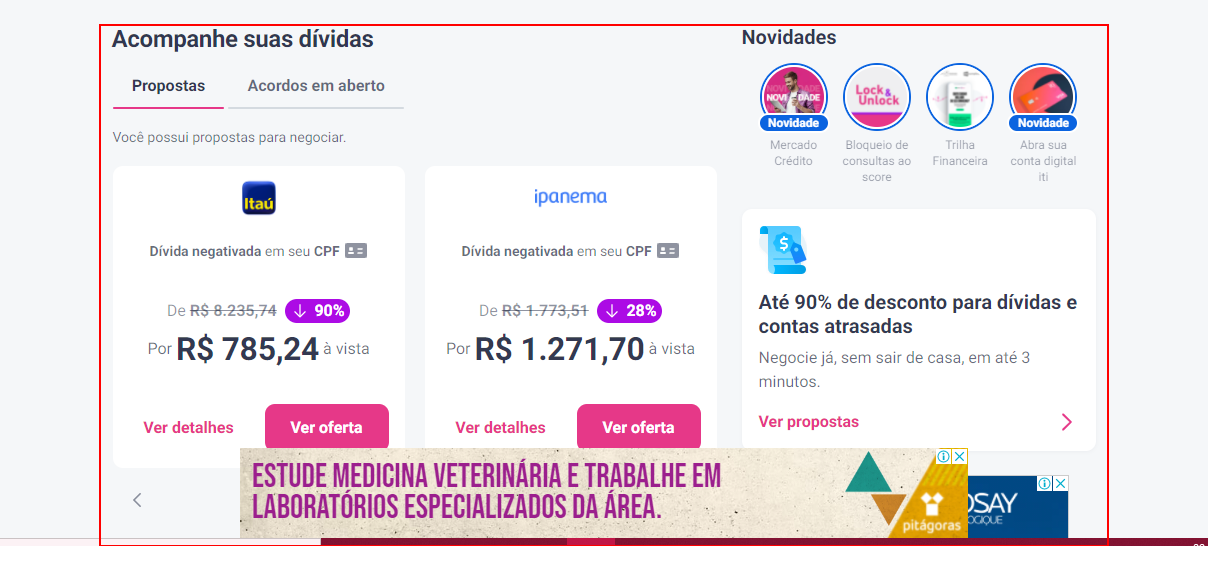 Acompanhe suas dívidas
Propostas
Acordos em aberto
Você possui propostas para negociar.
Itaú
Dívida negativada em seu CPF
De R$ 8.235,74
90%
Por R$ 785,24 à vista
Ver detalhes
Ver oferta
ipanema
Dívida negativada em seu CPF
De R$ 1.773,51
28%
Por R$ 1.271,70 à vista
Ver detalhes
Ver oferta
Novidades
NOVIDADE
Novidade
Mercado
Crédito
Lock &
Unlock
Bloqueio de
consultas ao
score
Trilha
Financeira
Novidade
Abra sua
conta digital
iti
Até 90% de desconto para dívidas e
contas atrasadas
Negocie já, sem sair de casa, em até 3
minutos.
Ver propostas
ESTUDE MEDICINA VETERINÁRIA E TRABALHE EM
LABORATÓRIOS ESPECIALIZADOS DA ÁREA.
pitágoras